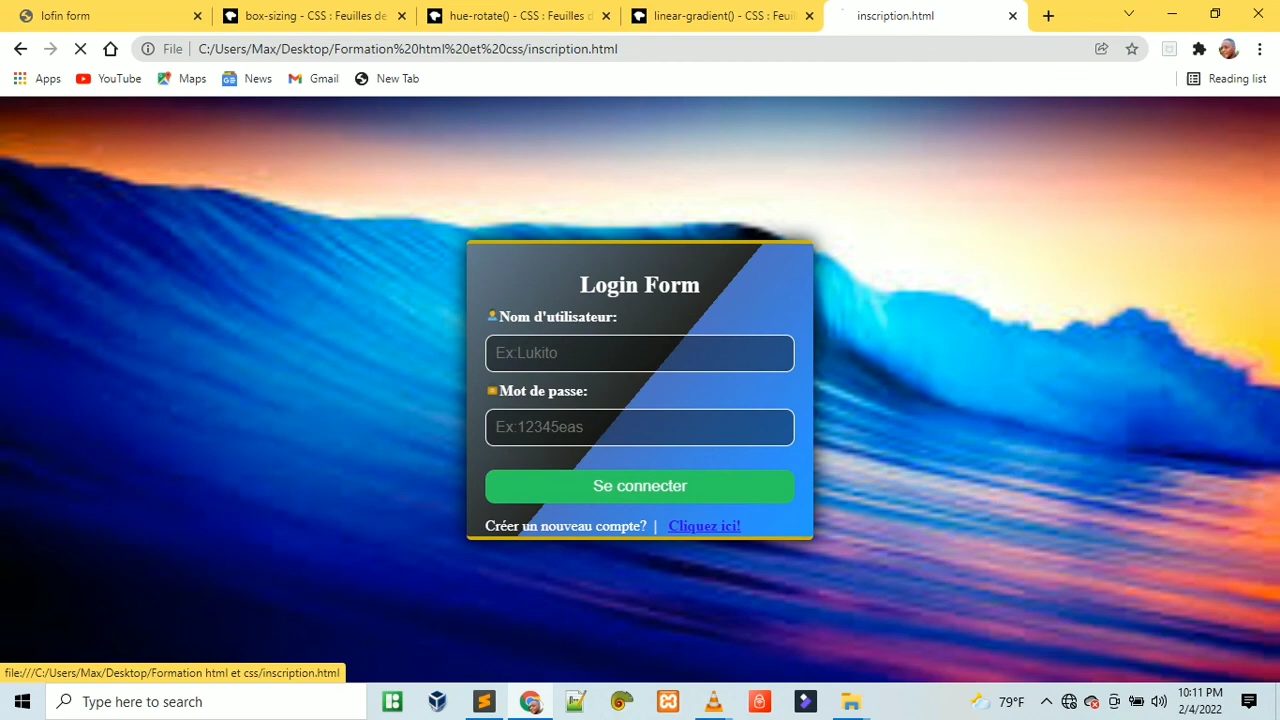 lofin form
box-sizing - CSS : Feuilles de
hue-rotate() - CSS : Feuilles d
linear-gradient() - CSS : Feuill
inscription.html
File
C:/Users/Max/Desktop/Formation%20html%20et%20css/inscription.html
Apps
YouTube
Maps
News
Gmail
New Tab
Reading list
Login Form
Nom d'utilisateur:
Ex:Lukito
Mot de passe:
Ex:12345eas
Se connecter
Créer un nouveau compte? | Cliquez ici!
file:///C:/Users/Max/Desktop/Formation html et css/inscription.html
Type here to search
79°F
10:11 PM
2/4/2022